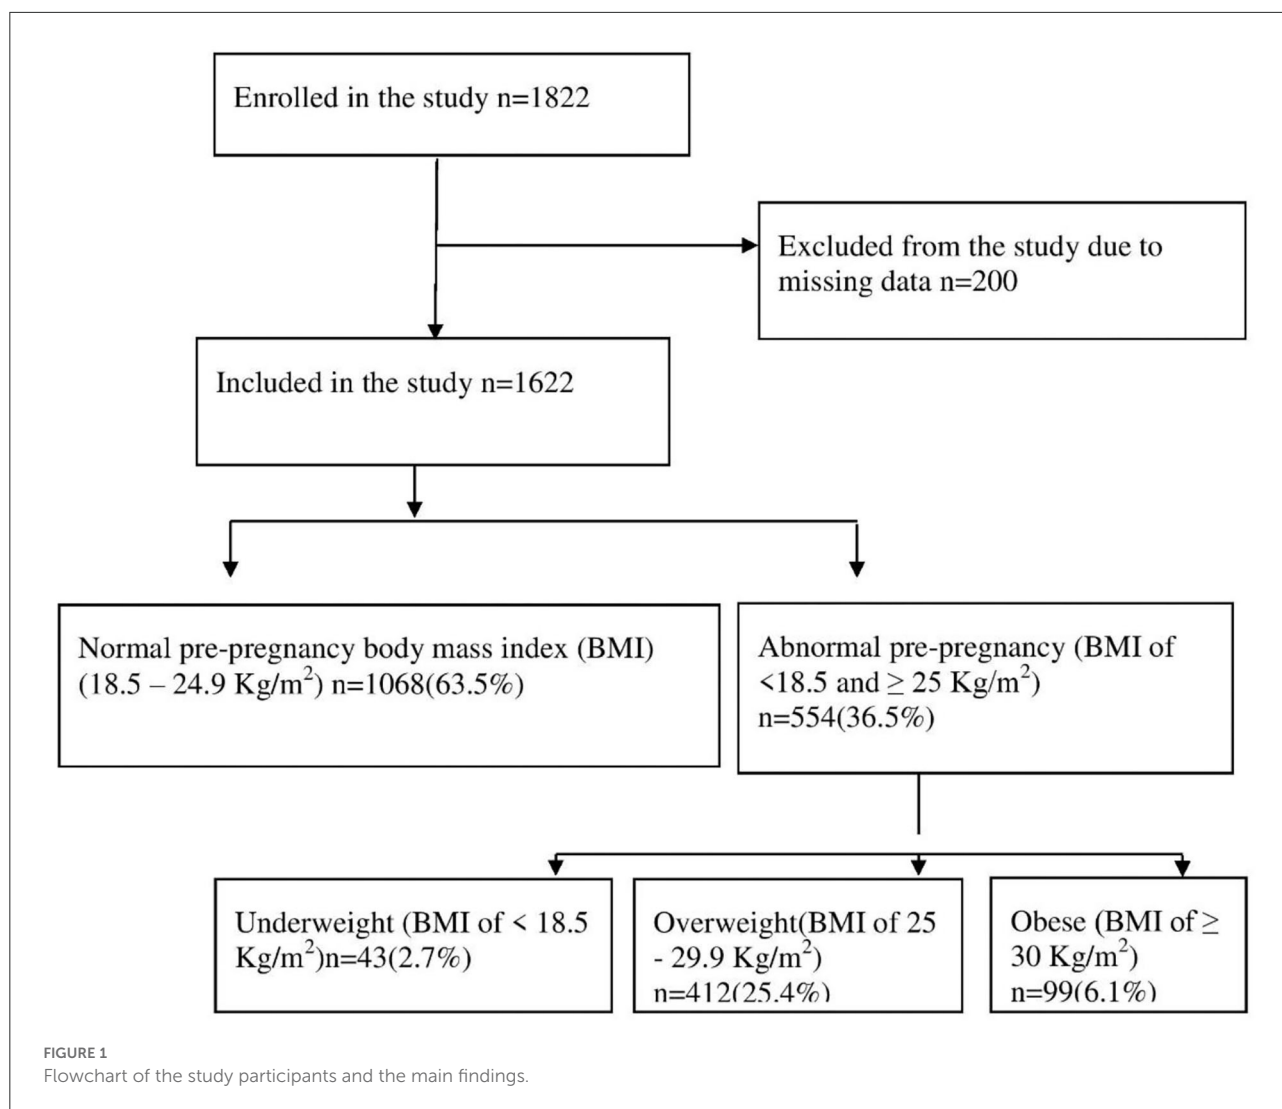 Enrolled in the study n=1822
Excluded from the study due to
missing data n=200
Included in the study n=1622
Normal pre-pregnancy body mass index (BMI)
(18.5 – 24.9 Kg/m²) n=1068(63.5%)
Abnormal pre-pregnancy (BMI of
<18.5 and ≥ 25 Kg/m²)
n=554(36.5%)
Underweight (BMI of < 18.5
Kg/m²)n=43(2.7%)
Overweight(BMI of 25
- 29.9 Kg/m²)
n=412(25.4%)
Obese (BMI of ≥
30 Kg/m²)
n=99(6.1%)
FIGURE 1
Flowchart of the study participants and the main findings.